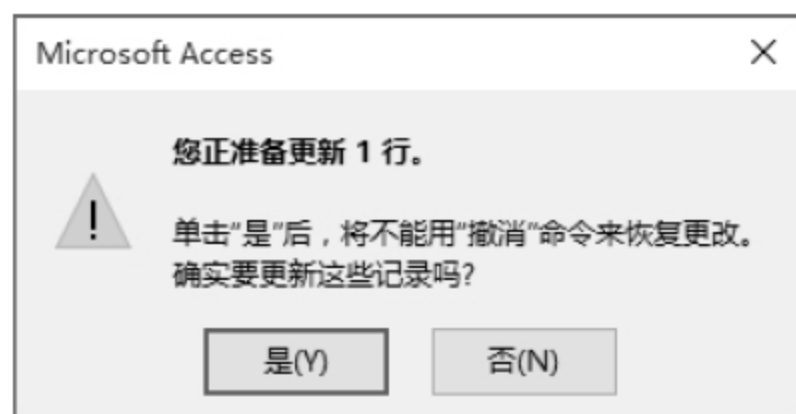 Microsoft Access
您正准备更新 1 行。
单击"是"后，将不能用"撤消"命令来恢复更改。
确实要更新这些记录吗?
是(Y)
否(N)